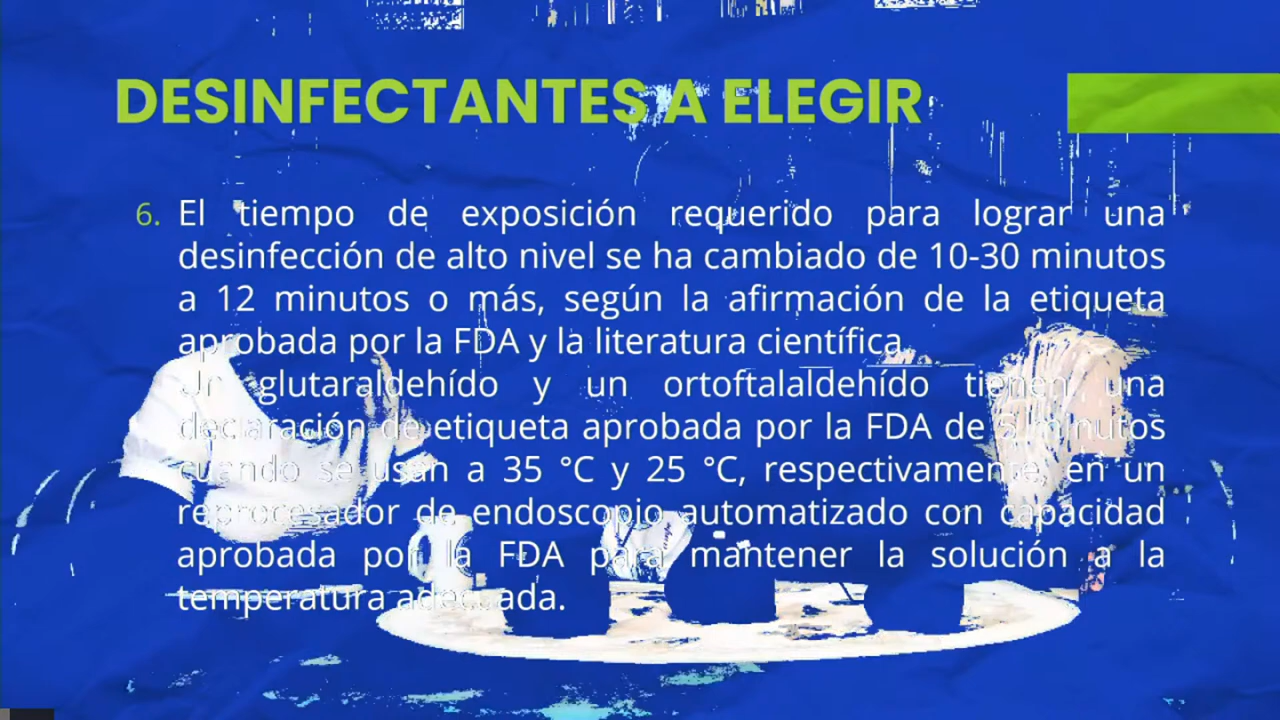 DESINFECTANTES A ELEGIR
6. El tiempo de exposición requerido para lograr una
desinfección de alto nivel se ha cambiado de 10-30 minutos
a 12 minutos o más, según la afirmación de la etiqueta
aprobada por la FDA y la literatura científica.
Un glutaraldehído y un ortoftalaldehído tienen una
declaración de etiqueta aprobada por la FDA de 5 minutos
cuando se usan a 35 °C y 25 °C, respectivamente, en un
reprocesador de endoscopio automatizado con capacidad
aprobada por la FDA para mantener la solución a la
temperatura adecuada.